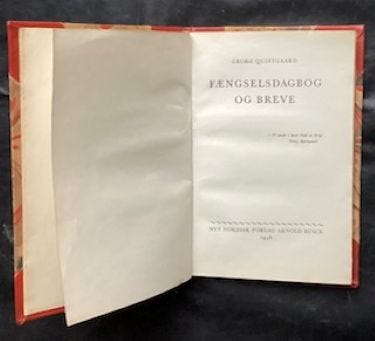 GEORG QUISTGAARD
FÆNGSELSDAGBOG
OG BREVE
NYT NORDISK FORLAG ARNOLD BUSCK